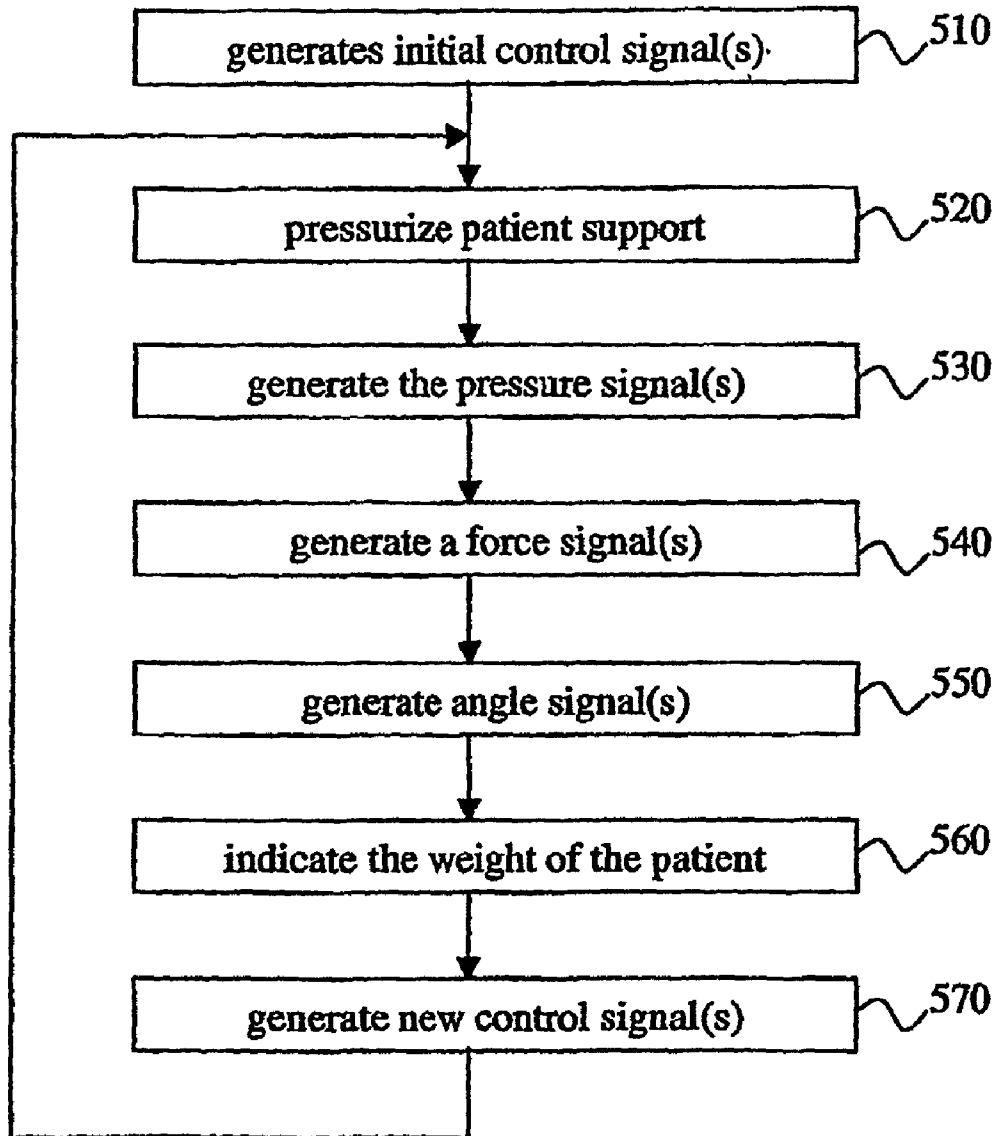 generates initial control signal(s)
510
pressurize patient support
520
generate the pressure signal(s)
530
generate a force signal(s)
540
generate angle signal(s)
550
indicate the weight of the patient
560
generate new control signal(s)
570